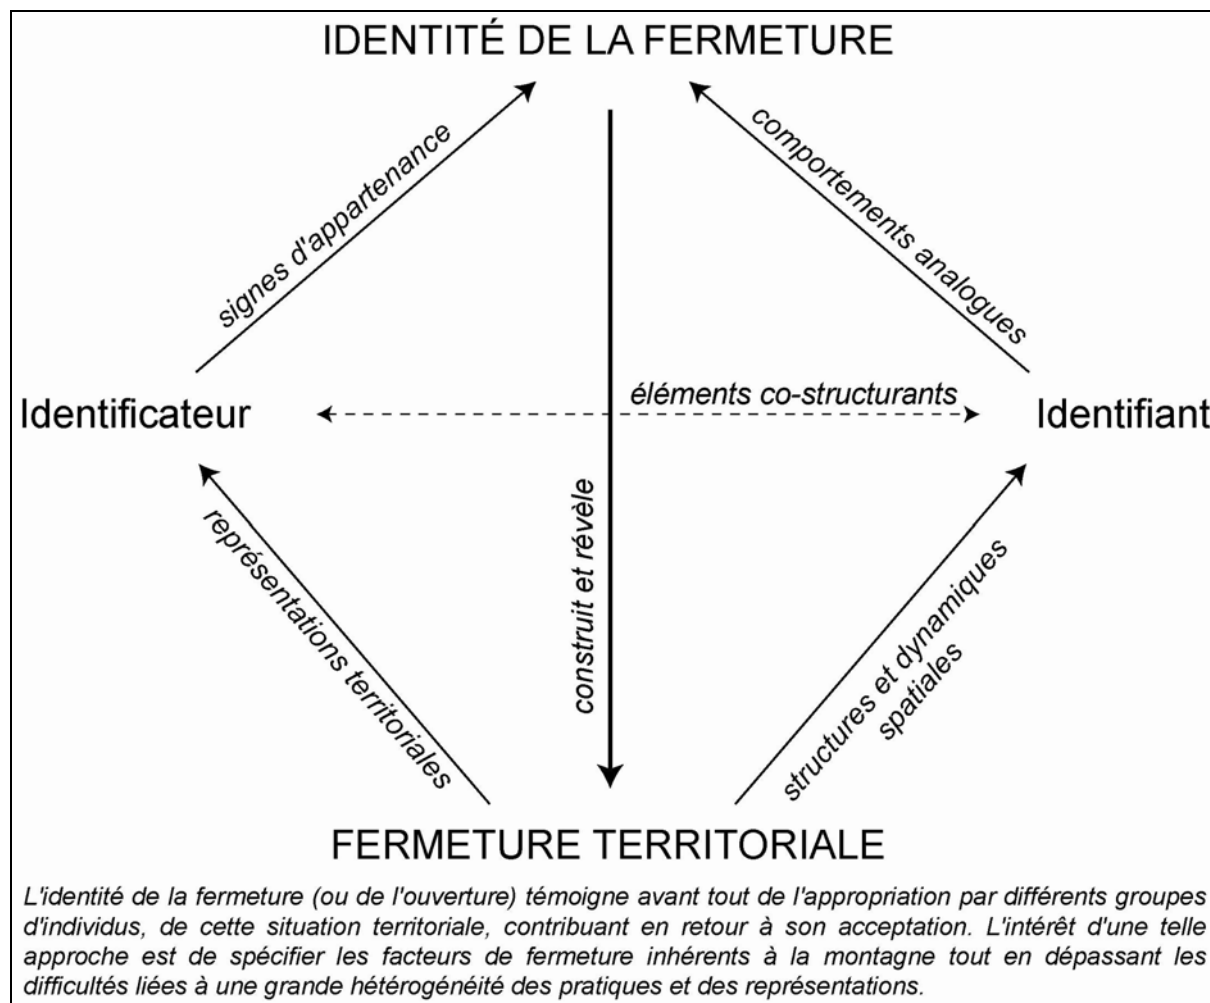 IDENTITÉ DE LA FERMETURE
signes d'appartenance
comportements analogues
Identificateur
éléments co-structurants
Identifiant
construit et révèle
représentations territoriales
structures et dynamiques
spatiales
FERMETURE TERRITORIALE
L'identité de la fermeture (ou de l'ouverture) témoigne avant tout de l'appropriation par différents groupes
d'individus, de cette situation territoriale, contribuant en retour à son acceptation. L'intérêt d'une telle
approche est de spécifier les facteurs de fermeture inhérents à la montagne tout en dépassant les
difficultés liées à une grande hétérogénéité des pratiques et des représentations.